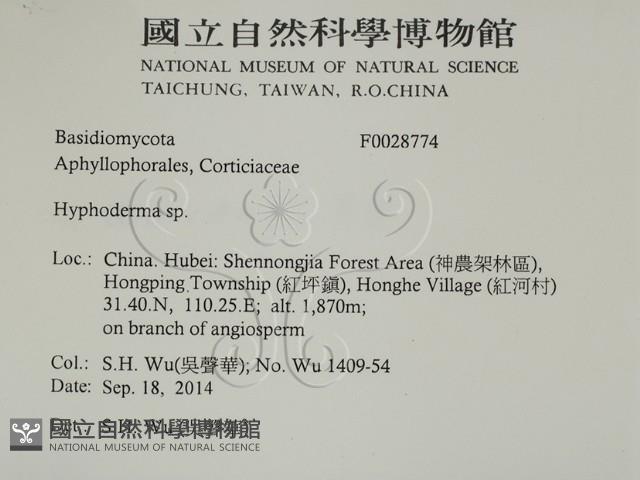 國立自然科學博物館
NATIONAL MUSEUM OF NATURAL SCIENCE
TAICHUNG, TAIWAN, R.O.CHINA
Basidiomycota F0028774
Aphyllophorales, Corticiaceae
Hyphoderma sp.
Loc.: China. Hubei: Shennongjia Forest Area (神農架林區),
Hongping Township (紅坪鎮), Honghe Village (紅河村)
31.40.N, 110.25.E; alt. 1,870m;
on branch of angiosperm
Col.: S.H. Wu(吳聲華); No. Wu 1409-54
Date: Sep. 18, 2014
國立自然科學博物館
NATIONAL MUSEUM OF NATURAL SCIENCE